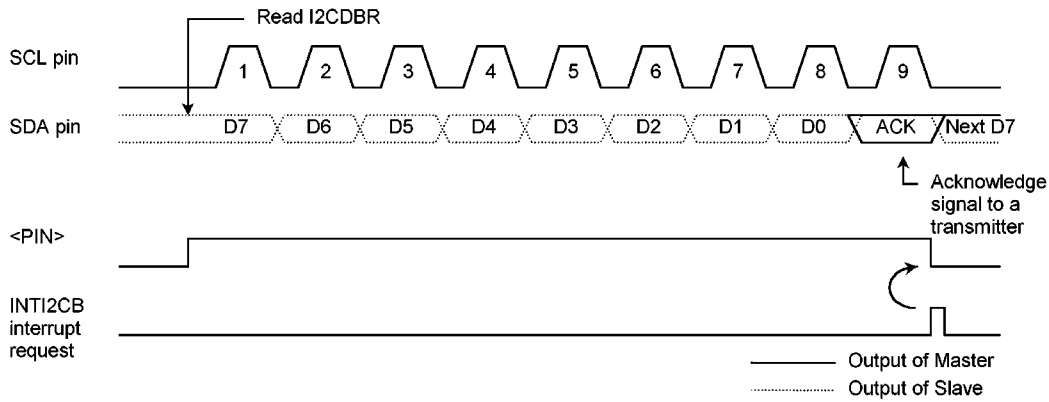 Read I2CDBR
SCL pin
1 2 3 4 5 6 7 8 9
SDA pin
D7 D6 D5 D4 D3 D2 D1 D0 ACK Next D7
Acknowledge
signal to a
transmitter
<PIN>
INTI2CB
interrupt
request
Output of Master
Output of Slave